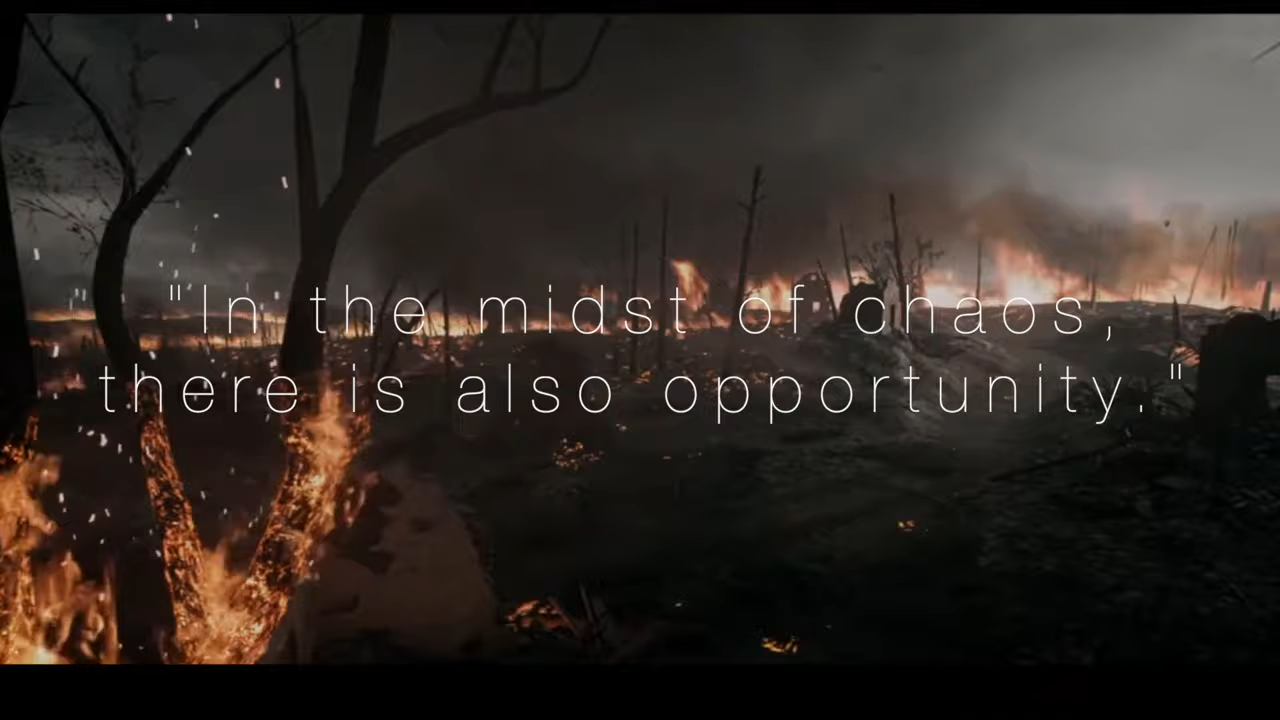 "In the midst of chaos,
there is also opportunity."